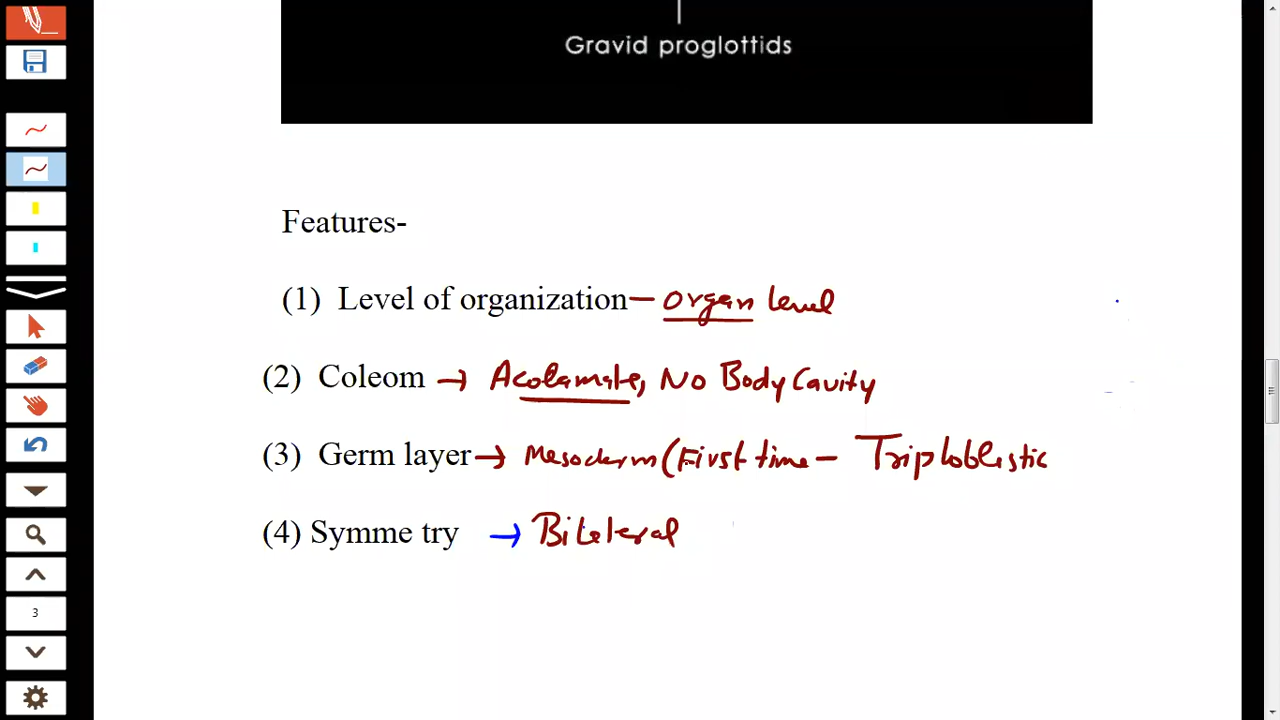 Gravid proglottids
Features-
(1) Level of organization— organ level
(2) Coleom → Acolamate, No Body Cavity
(3) Germ layer → Mesoderm (First time - Triploblastic
(4) Symme try → Bilateral
3